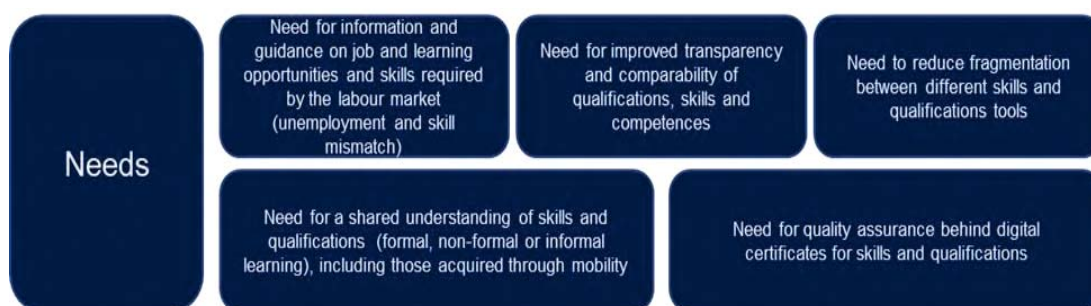 Needs
Need for information and
guidance on job and learning
opportunities and skills required
by the labour market
(unemployment and skill
mismatch)
Need for improved transparency
and comparability of
qualifications, skills and
competences
Need to reduce fragmentation
between different skills and
qualifications tools
Need for a shared understanding of skills and
qualifications (formal, non-formal or informal
learning), including those acquired through mobility
Need for quality assurance behind digital
certificates for skills and qualifications